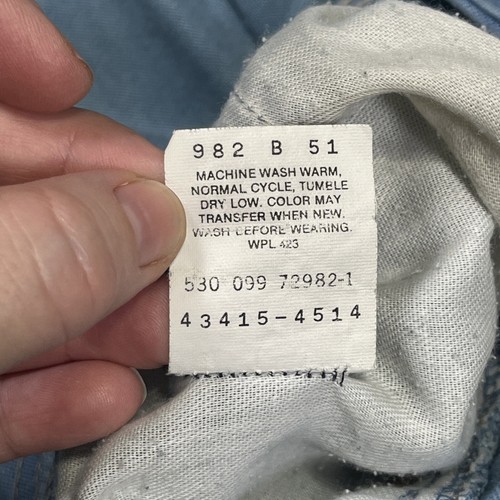 982 B 51
MACHINE WASH WARM,
NORMAL CYCLE, TUMBLE
DRY LOW. COLOR MAY
TRANSFER WHEN NEW.
WASH BEFORE WEARING.
WPL 423
530 099 72982-1
43415-4514